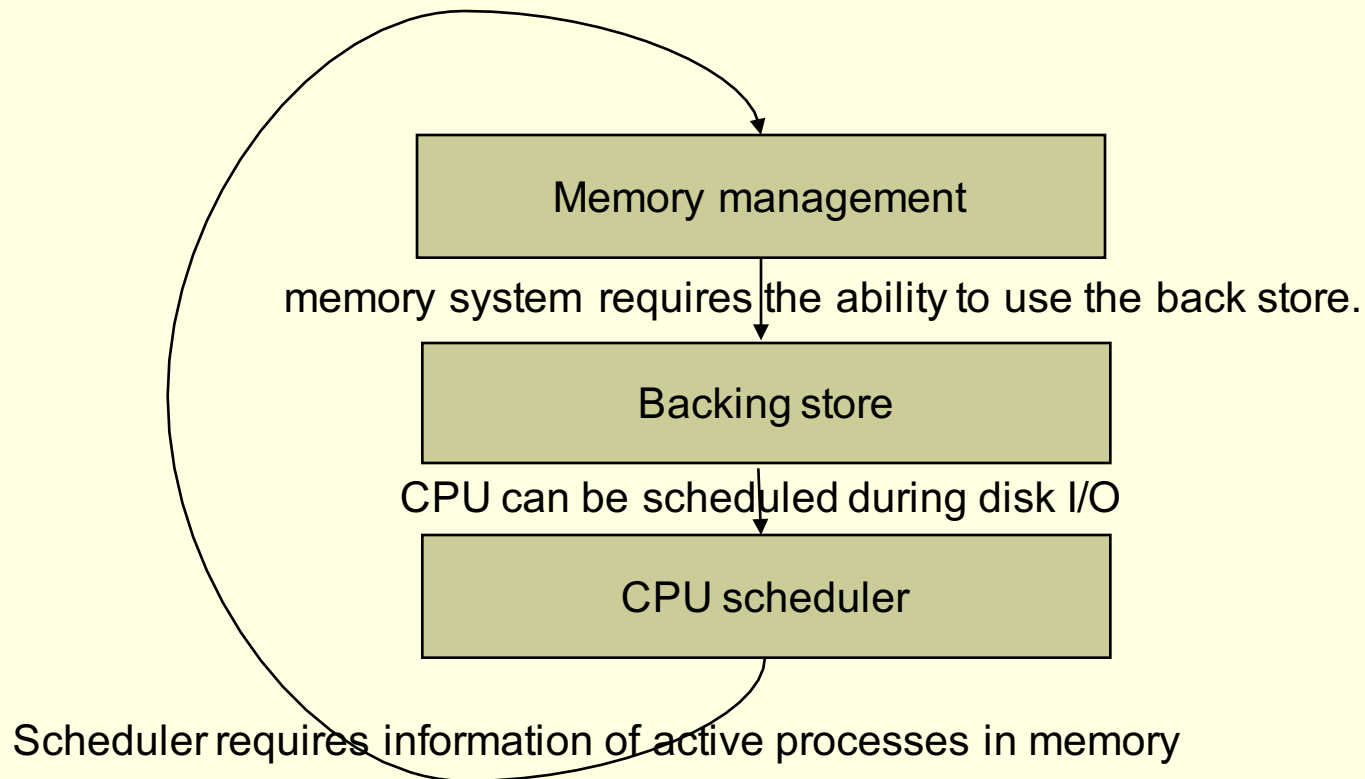 Memory management
memory system requires the ability to use the back store.
Backing store
CPU can be scheduled during disk I/O
CPU scheduler
Scheduler requires information of active processes in memory